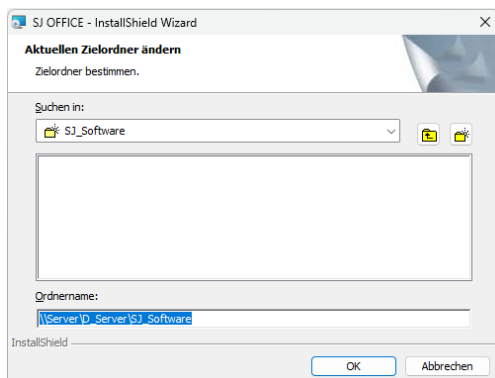 SJ OFFICE - InstallShield Wizard
Aktuellen Zielordner ändern
Zielordner bestimmen.
Suchen in:
SJ_Software
Ordnername:
\\Server\D_Server\SJ_Software
InstallShield
OK Abbrechen